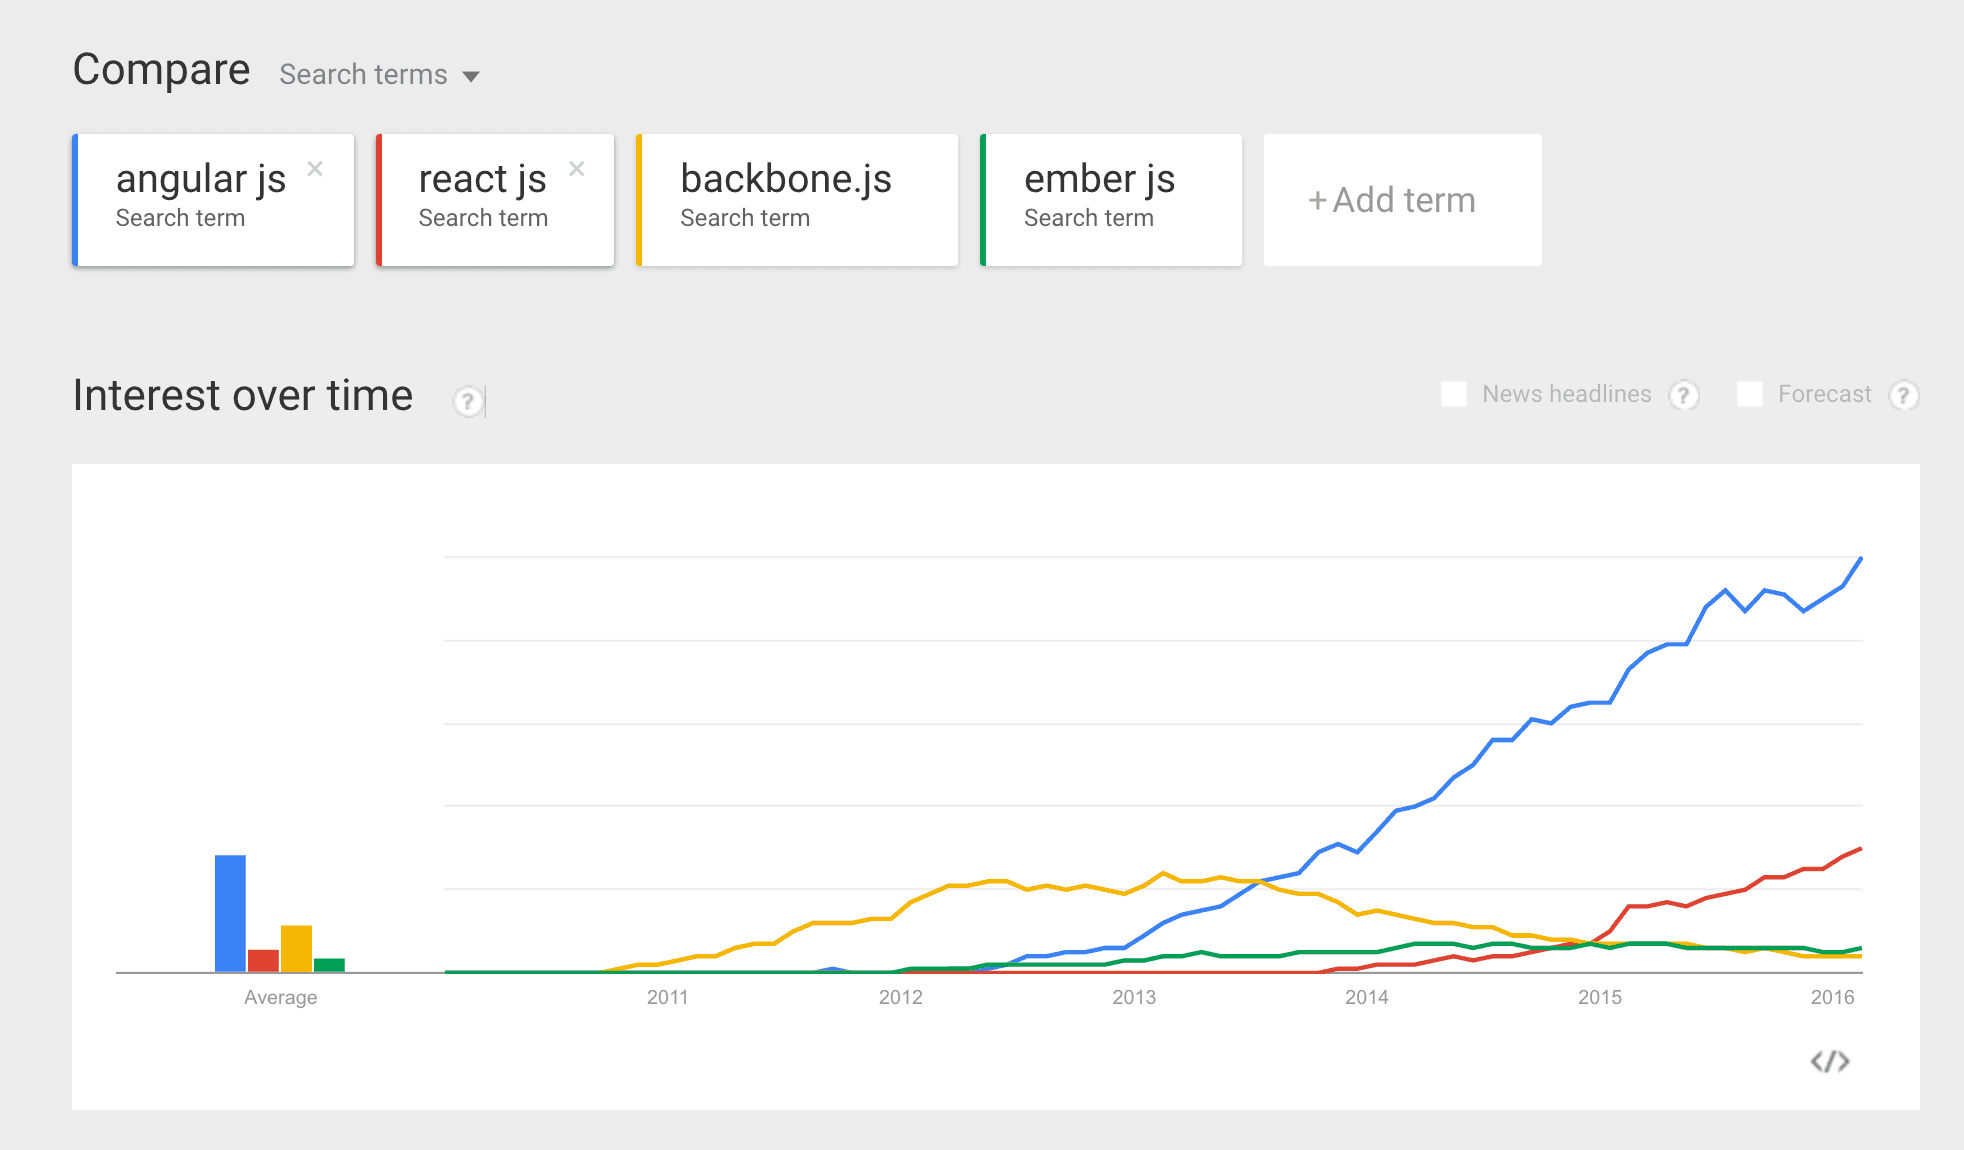 Compare Search terms
angular js × react js × backbone.js ember js +Add term
Search term Search term Search term Search term
Interest over time ? News headlines ? Forecast ?
Average 2011 2012 2013 2014 2015 2016
</>